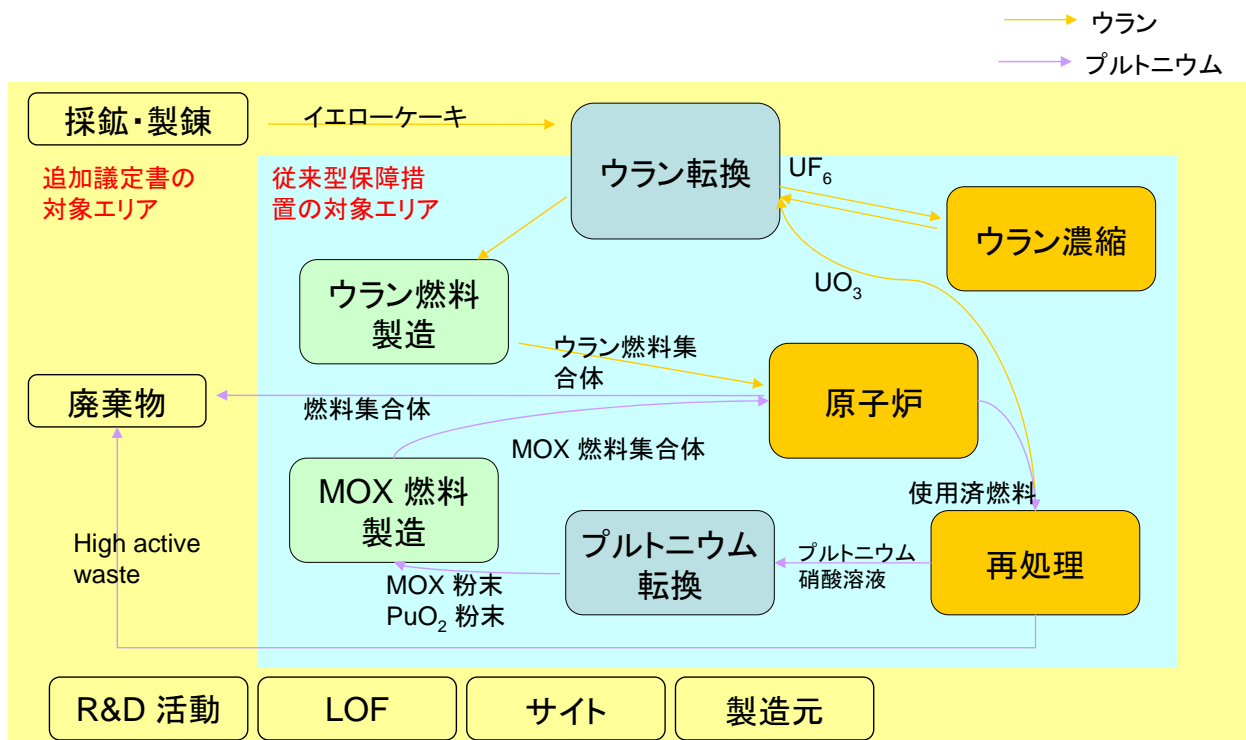 ウラン
プルトニウム
採鉱・製錬
イエローケーキ
ウラン転換
UF6
追加議定書の
対象エリア
従来型保障措
置の対象エリア
ウラン濃縮
UO3
ウラン燃料
製造
ウラン燃料集
合体
原子炉
廃棄物
燃料集合体
MOX 燃料集合体
MOX 燃料
製造
使用済燃料
High active
waste
プルトニウム
転換
プルトニウム
硝酸溶液
再処理
MOX 粉末
PuO2 粉末
R&D 活動
LOF
サイト
製造元